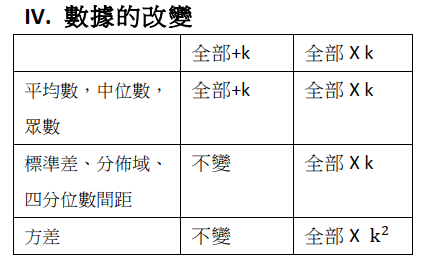 IV. 數據的改變
全部+k 全部 X k
平均數，中位數，眾數 全部+k 全部 X k
標準差、分佈域、四分位數間距 不變 全部 X k
方差 不變 全部 X k²